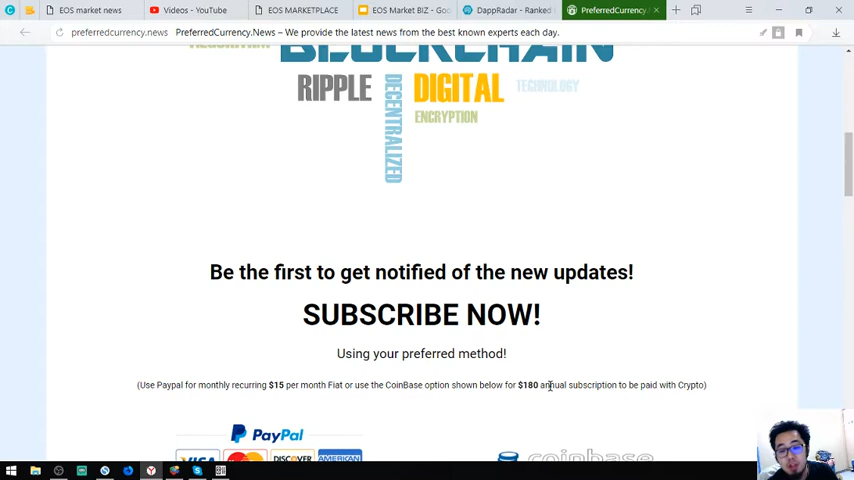 EOS market news
Videos - YouTube
EOS MARKETPLACE
EOS Market BIZ - Goo
DappRadar - Ranked
PreferredCurrency.
preferredcurrency.news PreferredCurrency.News – We provide the latest news from the best known experts each day.
BLOCKCHAIN
RIPPLE
DECENTRALIZED
DIGITAL
TECHNOLOGY
ENCRYPTION
Be the first to get notified of the new updates!
SUBSCRIBE NOW!
Using your preferred method!
(Use Paypal for monthly recurring $15 per month Fiat or use the CoinBase option shown below for $180 annual subscription to be paid with Crypto)
PayPal
coinbase
VISA
DISCOVER
AMERICAN